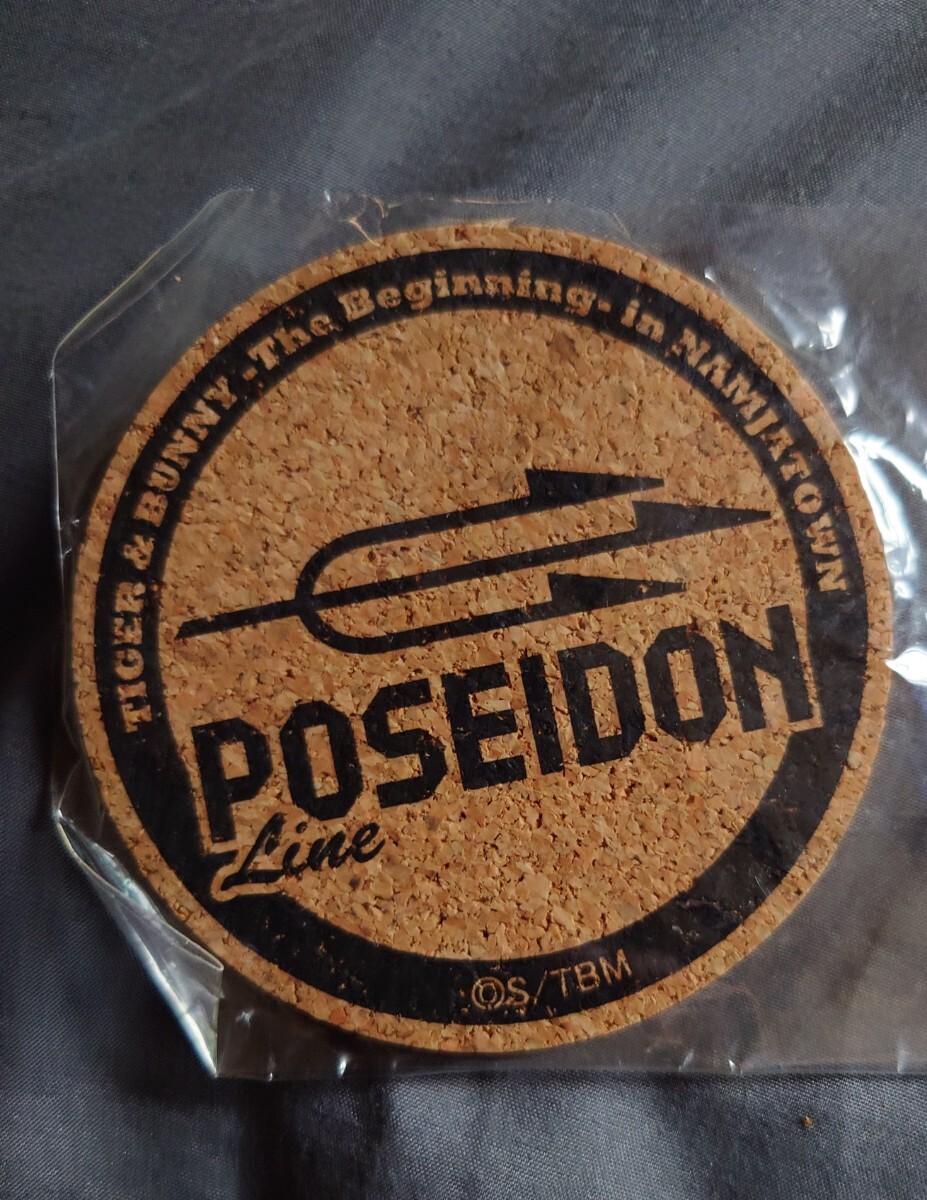 TIGER & BUNNY -The Beginning- in NAMJATOWN
POSEIDON
Line
©S/TBM